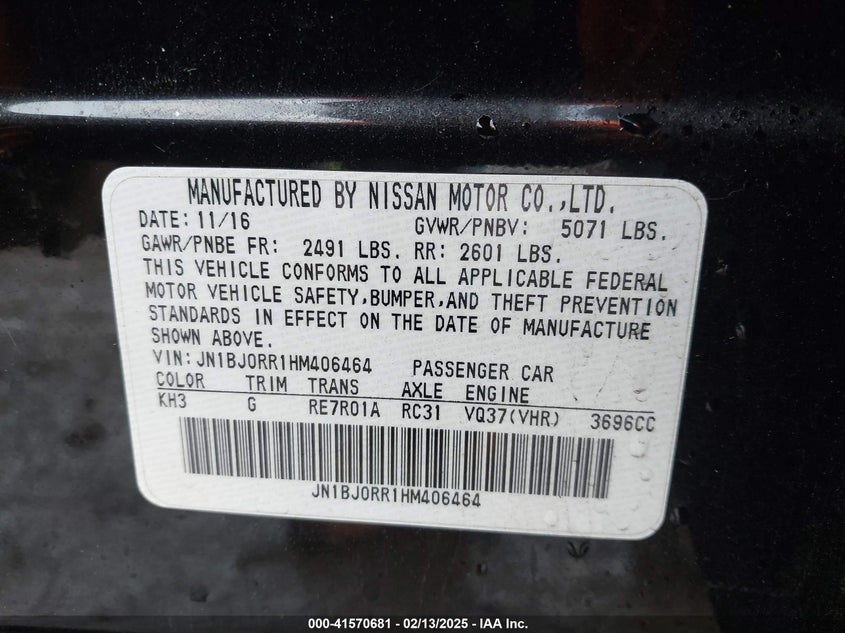 MANUFACTURED BY NISSAN MOTOR CO.,LTD.
DATE: 11/16 GVWR/PNBV: 5071 LBS.
GAWR/PNBE FR: 2491 LBS. RR: 2601 LBS.
THIS VEHICLE CONFORMS TO ALL APPLICABLE FEDERAL
MOTOR VEHICLE SAFETY,BUMPER,AND THEFT PREVENTION
STANDARDS IN EFFECT ON THE DATE OF MANUFACTURE
SHOWN ABOVE.
VIN: JN1BJ0RR1HM406464 PASSENGER CAR
COLOR TRIM TRANS AXLE ENGINE
KH3 G RE7R01A RC31 VQ37(VHR) 3696CC
JN1BJ0RR1HM406464
000-41570681 - 02/13/2025 - IAA Inc.